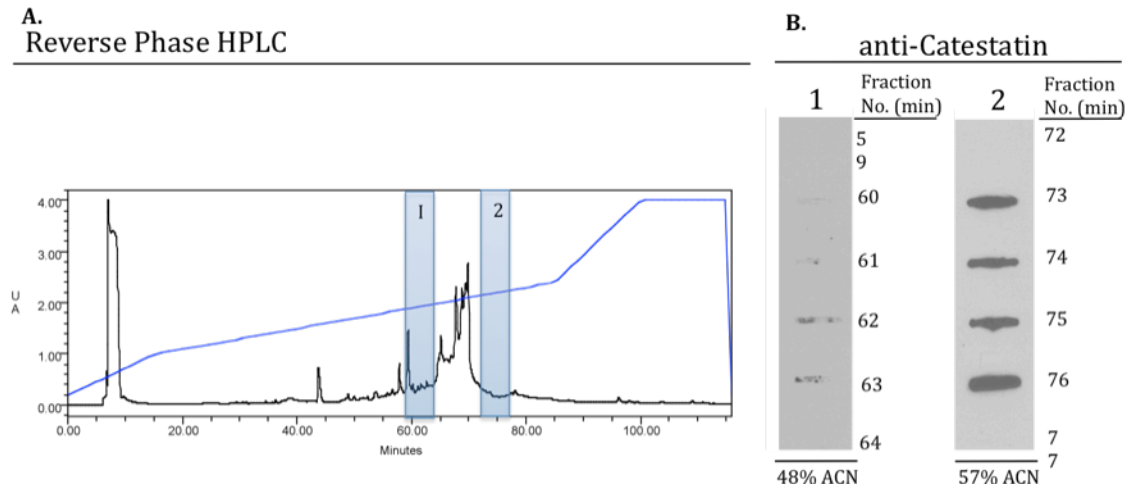 A.
Reverse Phase HPLC
4.00
3.00
2.00
1.00
0.00
U
A
I
2
0.00
20.00
40.00
60.00
80.00
100.00
Minutes
B.
anti-Catestatin
1
Fraction
No. (min)
5
9
60
61
62
63
64
48% ACN
2
Fraction
No. (min)
72
73
74
75
76
7
7
57% ACN